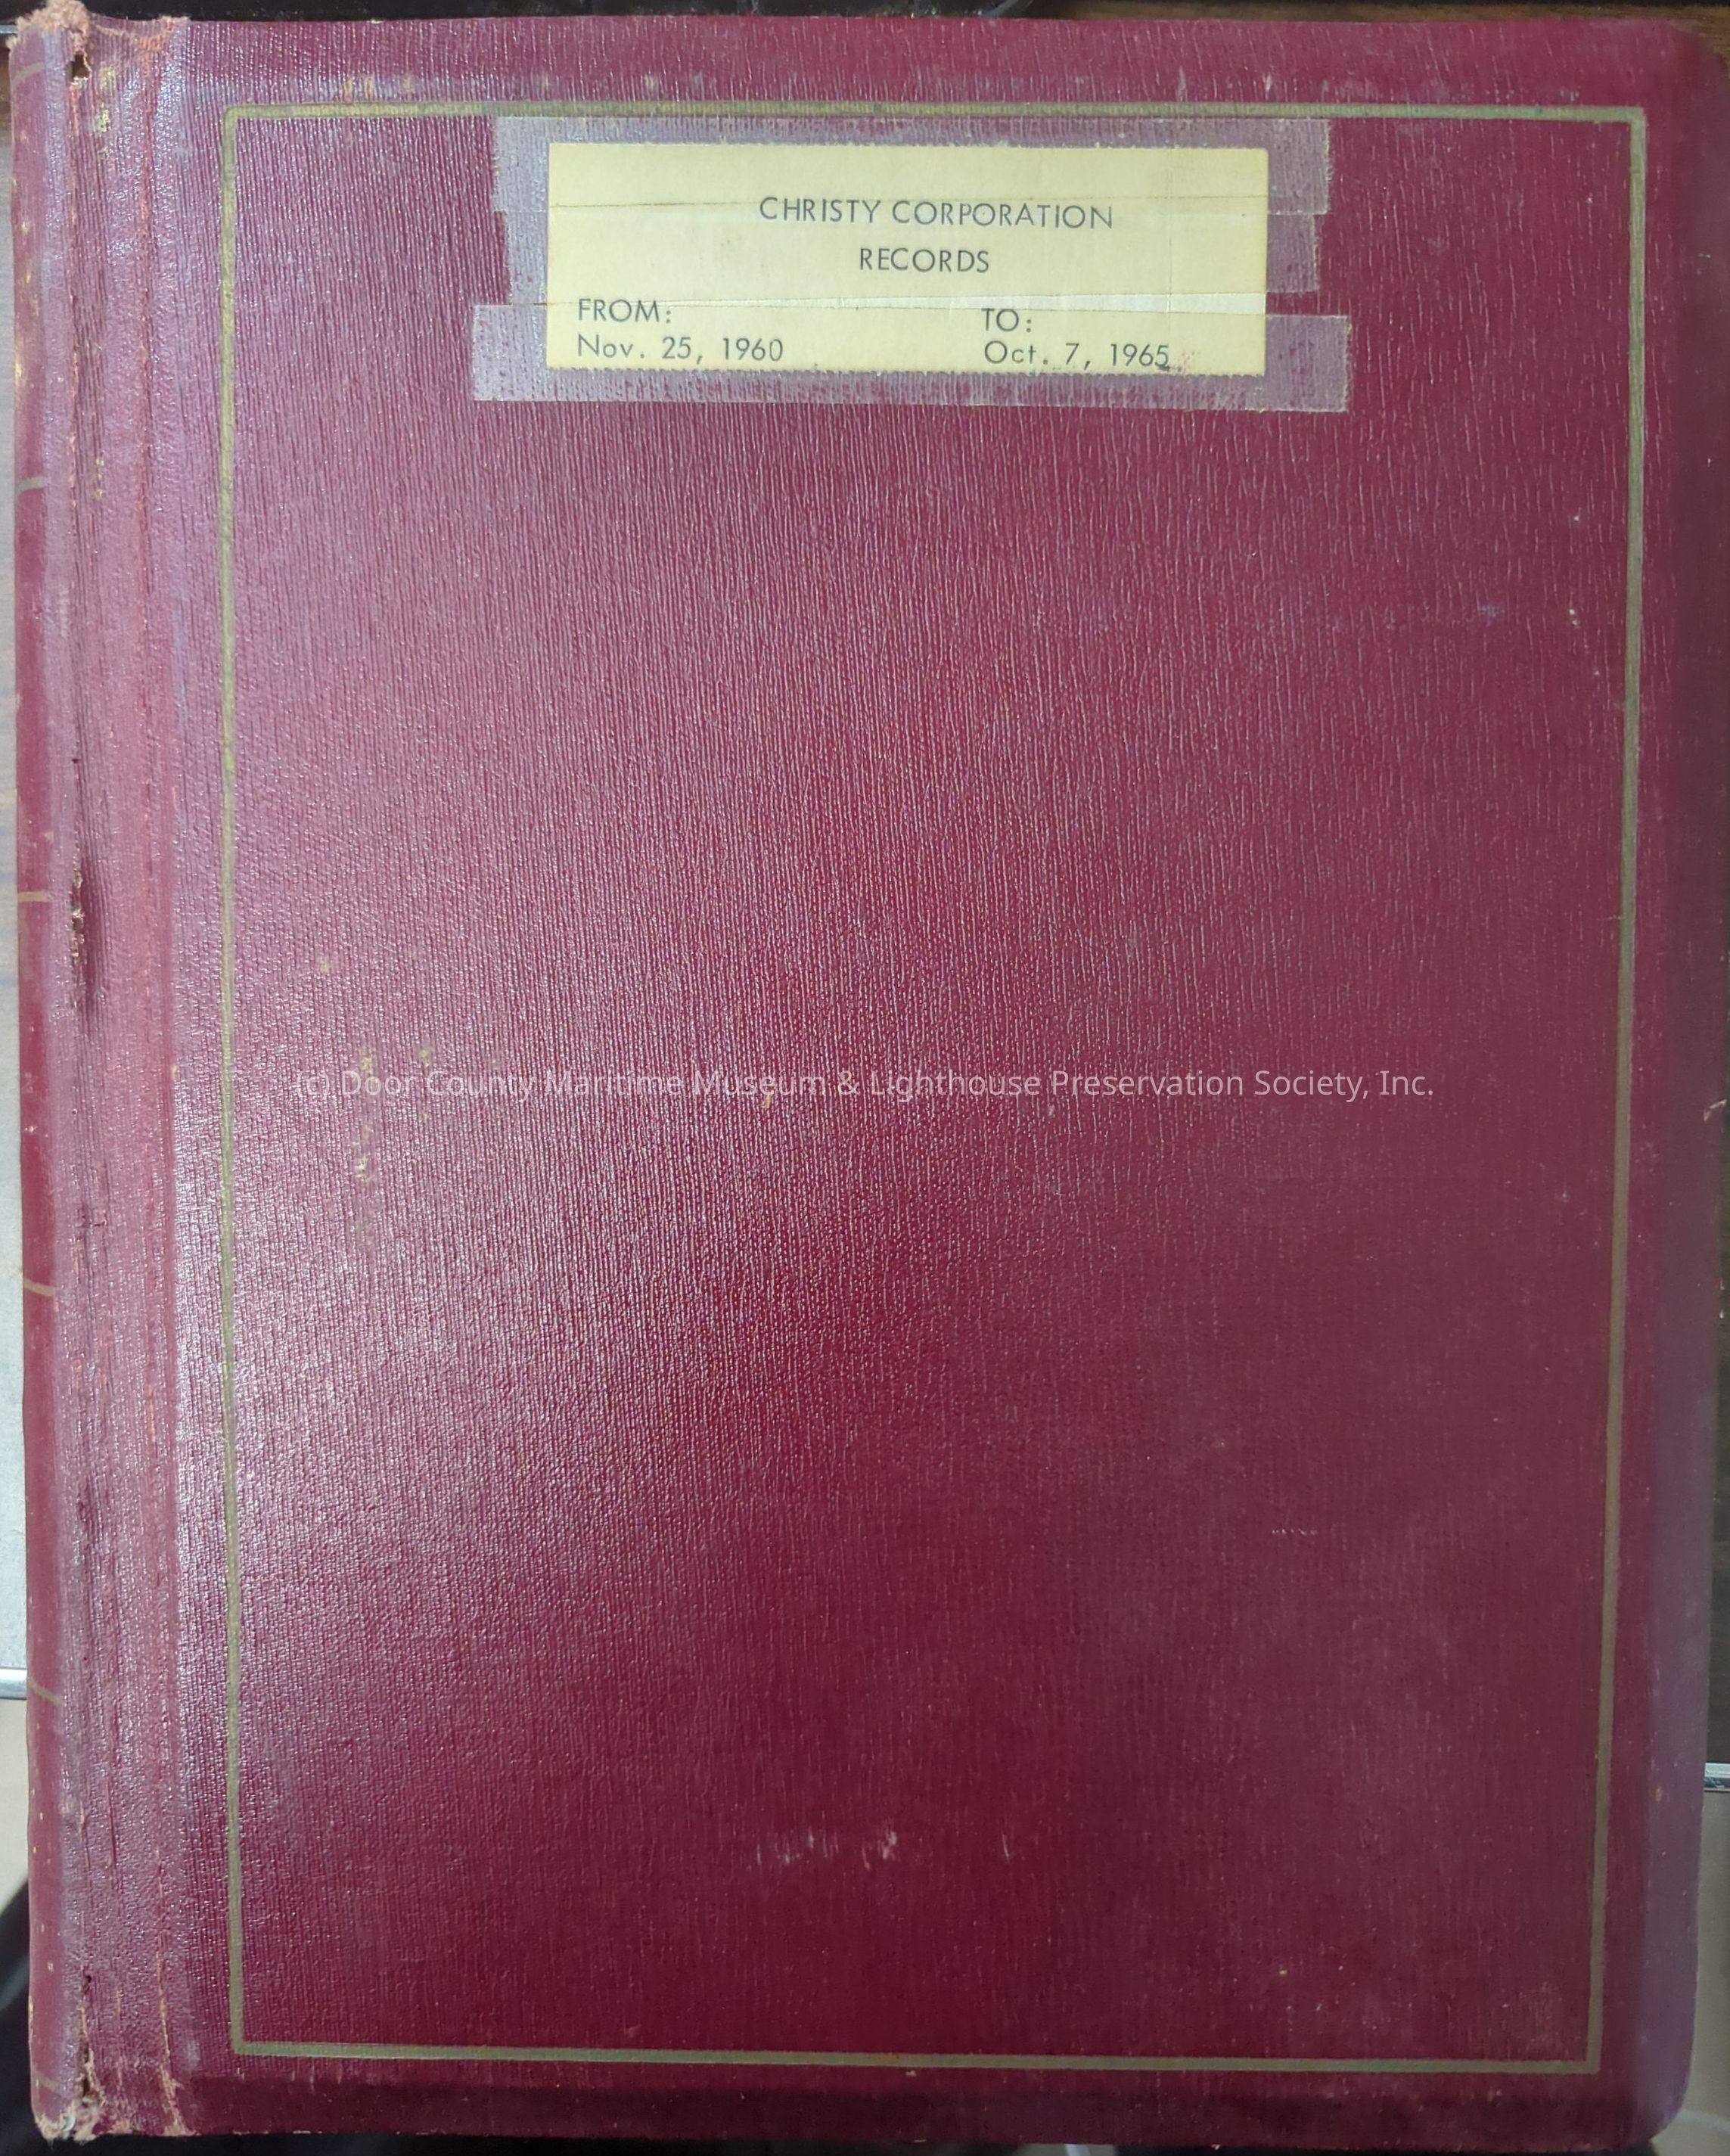 CHRISTY CORPORATION
RECORDS
FROM: TO:
Nov. 25, 1960 Oct. 7, 1965
(c) Door County Maritime Museum & Lighthouse Preservation Society, Inc.